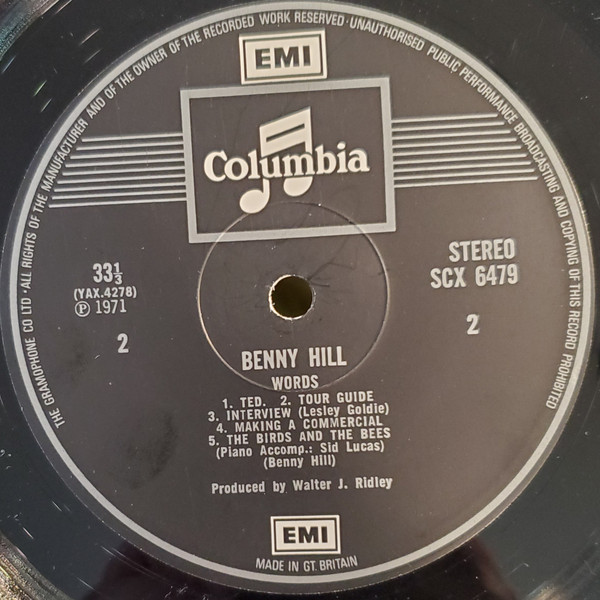 THE GRAMOPHONE CO LTD · ALL RIGHTS OF THE MANUFACTURER AND OF THE OWNER OF THE RECORDED WORK RESERVED · UNAUTHORISED PUBLIC PERFORMANCE BROADCASTING AND COPYING OF THIS RECORD PROHIBITED
EMI
Columbia
33⅓
(YAX.4278)
Ⓟ 1971
2
STEREO
SCX 6479
2
BENNY HILL
WORDS
1. TED. 2. TOUR GUIDE
3. INTERVIEW (Lesley Goldie)
4. MAKING A COMMERCIAL
5. THE BIRDS AND THE BEES
(Piano Accomp.: Sid Lucas)
(Benny Hill)
Produced by Walter J. Ridley
EMI
MADE IN GT. BRITAIN